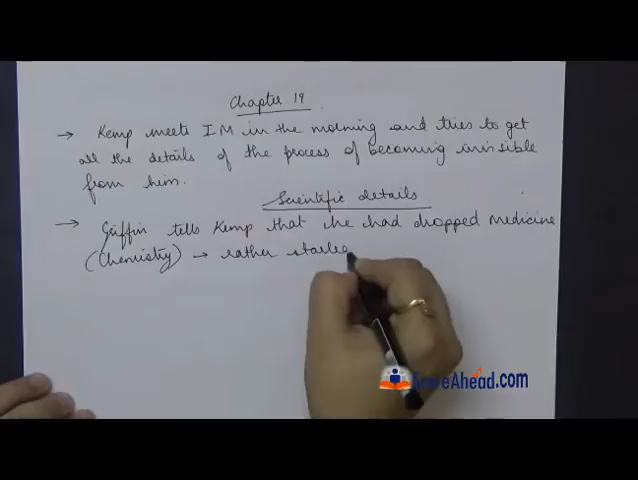 Chapter 19
→ Kemp meets I M in the morning and tries to get
all the details of the process of becoming invisible
from him.
Scientific details
→ Griffin tells Kemp that he had dropped Medicine
(Chemistry) → rather
ScoreAhead.com